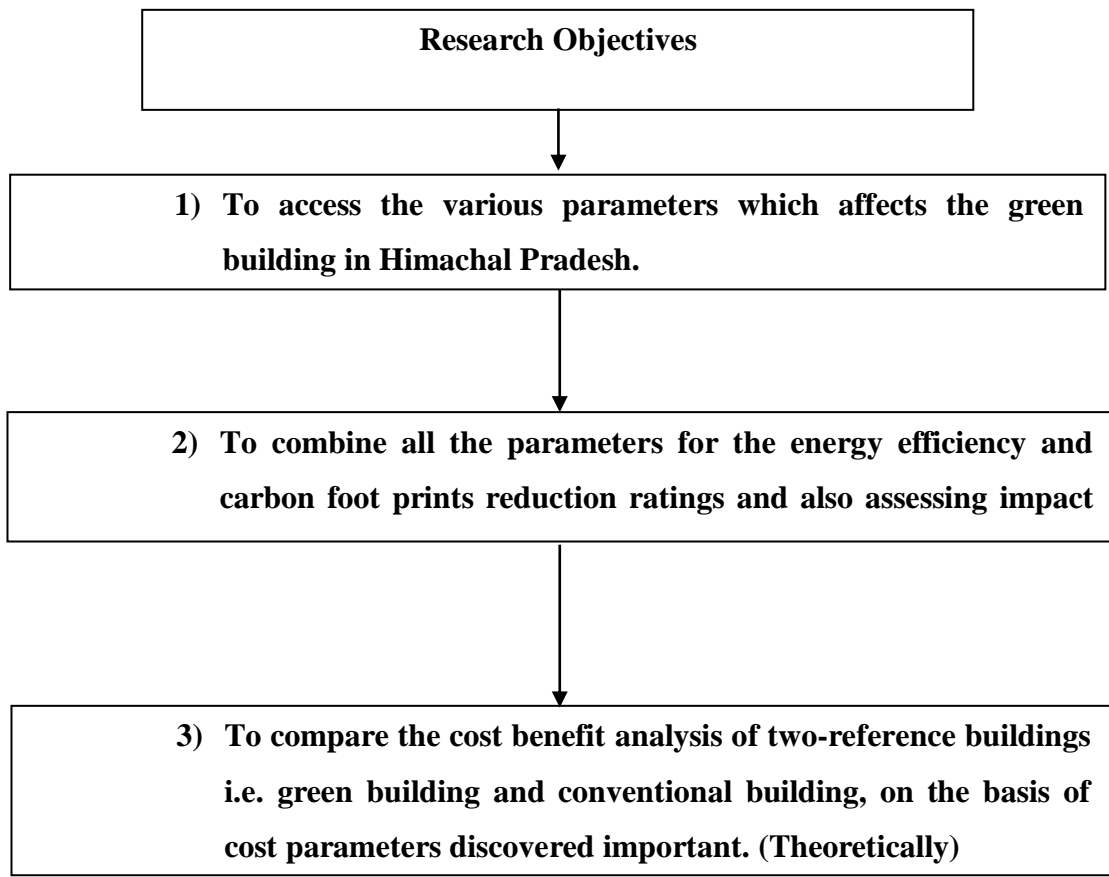 Research Objectives
1) To access the various parameters which affects the green
building in Himachal Pradesh.
2) To combine all the parameters for the energy efficiency and
carbon foot prints reduction ratings and also assessing impact
3) To compare the cost benefit analysis of two-reference buildings
i.e. green building and conventional building, on the basis of
cost parameters discovered important. (Theoretically)